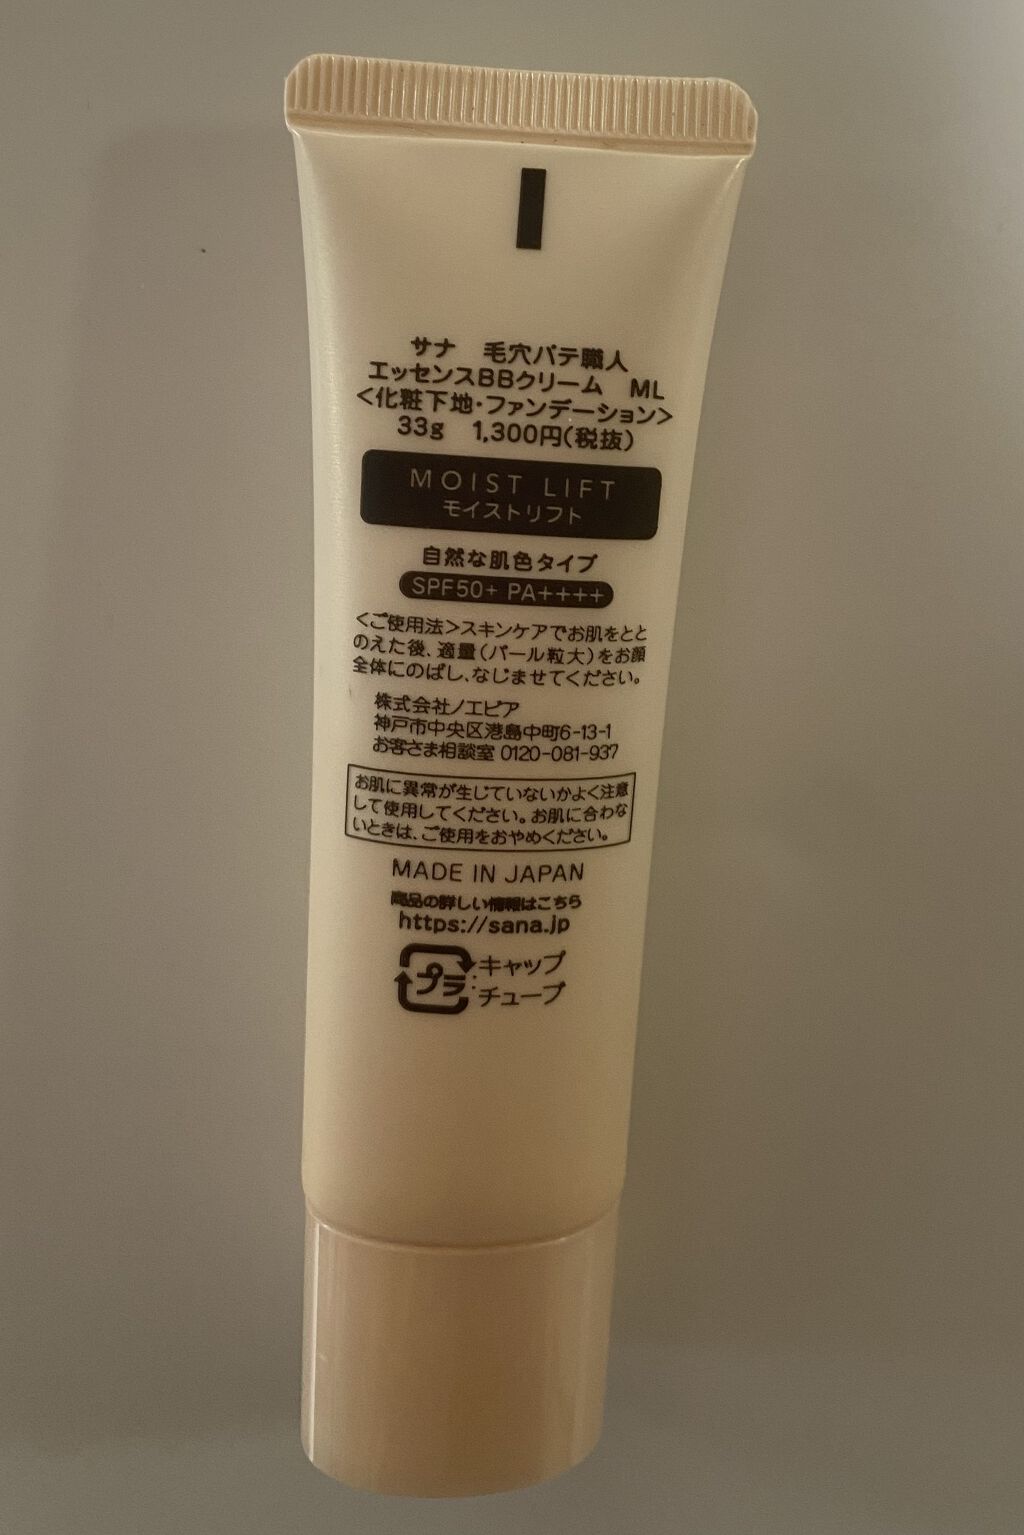 サナ 毛穴パテ職人
エッセンスBBクリーム ML
<化粧下地・ファンデーション>
33g 1,300円(税抜)
MOIST LIFT
モイストリフト
自然な肌色タイプ
SPF50+ PA++++
<ご使用法>スキンケアでお肌をとと
のえた後、適量(パール粒大)をお顔
全体にのばし、なじませてください。
株式会社ノエビア
神戸市中央区港島中町6-13-1
お客さま相談室 0120-081-937
お肌に異常が生じていないかよく注意
して使用してください。お肌に合わな
いときは、ご使用をおやめください。
MADE IN JAPAN
商品の詳しい情報はこちら
https://sana.jp
プラ:キャップ
チューブ